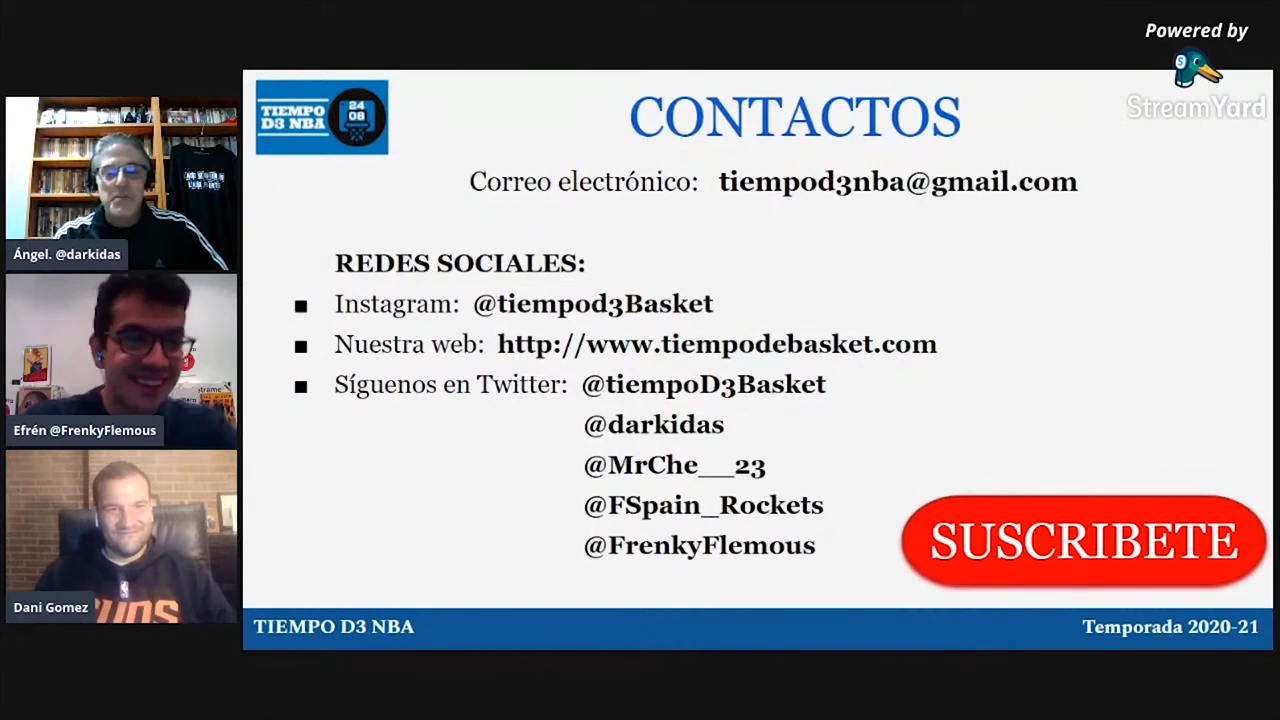 Powered by
StreamYard
TIEMPO
D3 NBA
24
08
CONTACTOS
Correo electrónico: tiempod3nba@gmail.com
REDES SOCIALES:
■ Instagram: @tiempod3Basket
■ Nuestra web: http://www.tiempodebasket.com
■ Síguenos en Twitter: @tiempoD3Basket
@darkidas
@MrChe__23
@FSpain_Rockets
@FrenkyFlemous
SUSCRIBETE
TIEMPO D3 NBA
Temporada 2020-21
Ángel. @darkidas
Efrén @FrenkyFlemous
Dani Gomez